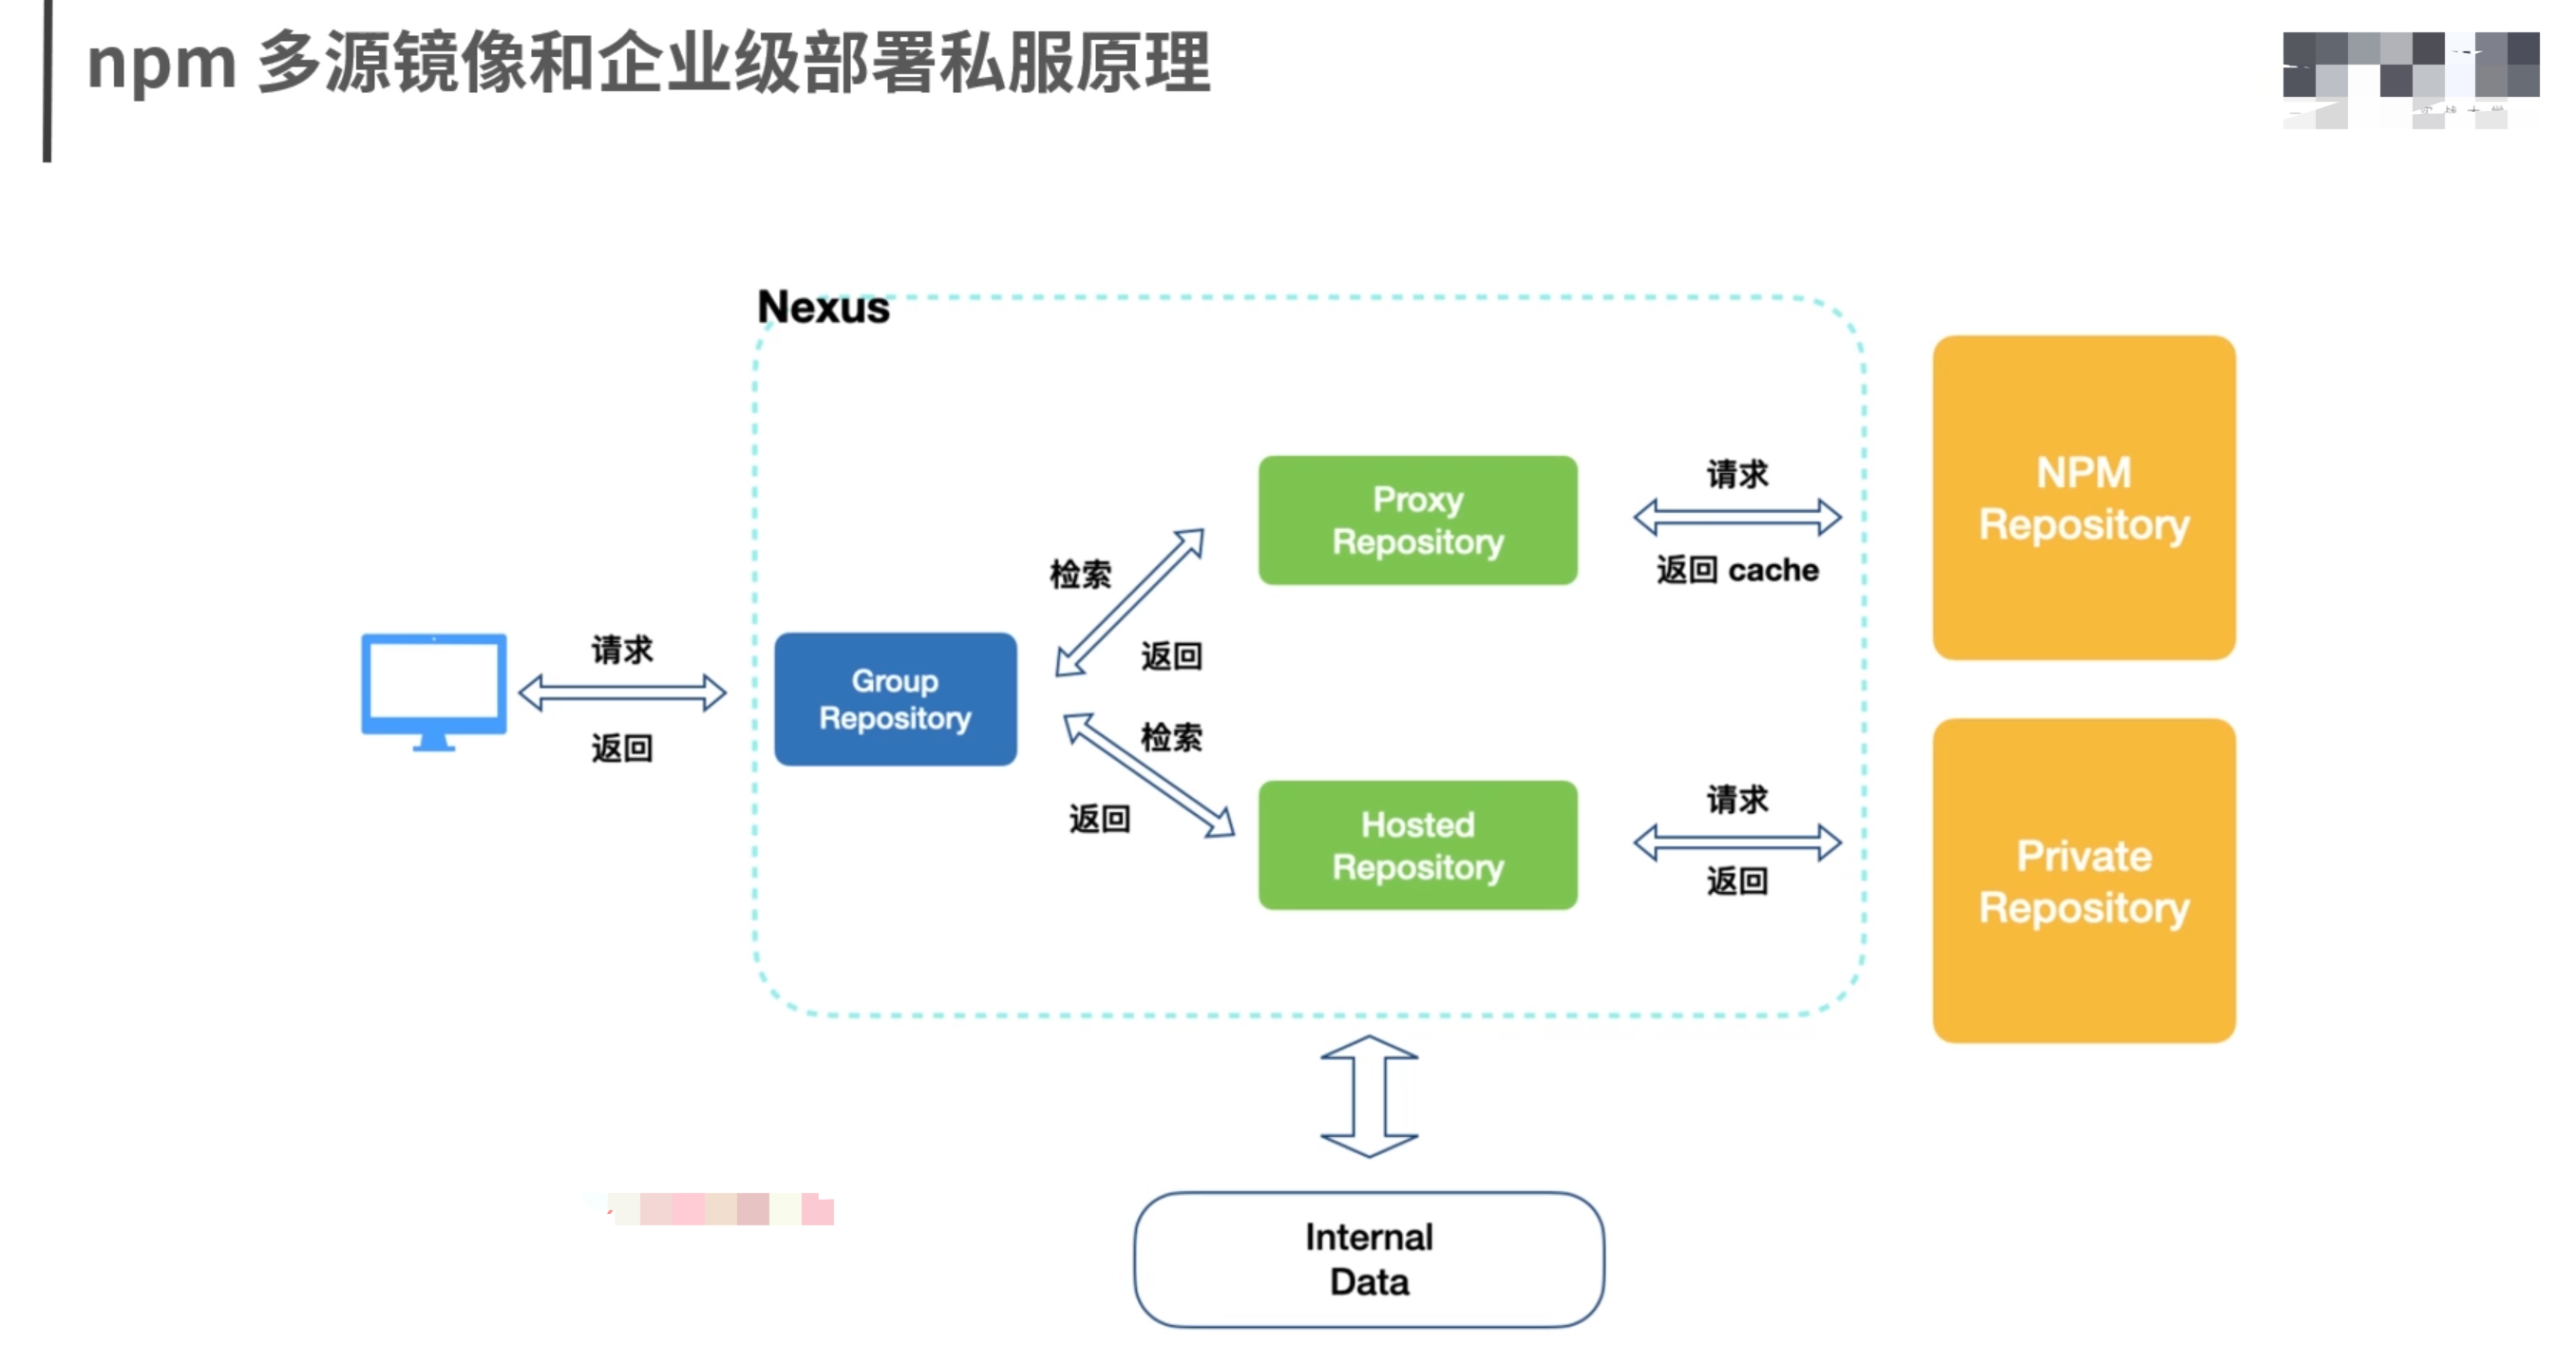 npm 多源镜像和企业级部署私服原理
Nexus
请求
返回
Group
Repository
检索
返回
检索
返回
Proxy
Repository
请求
返回 cache
NPM
Repository
Hosted
Repository
请求
返回
Private
Repository
Internal
Data